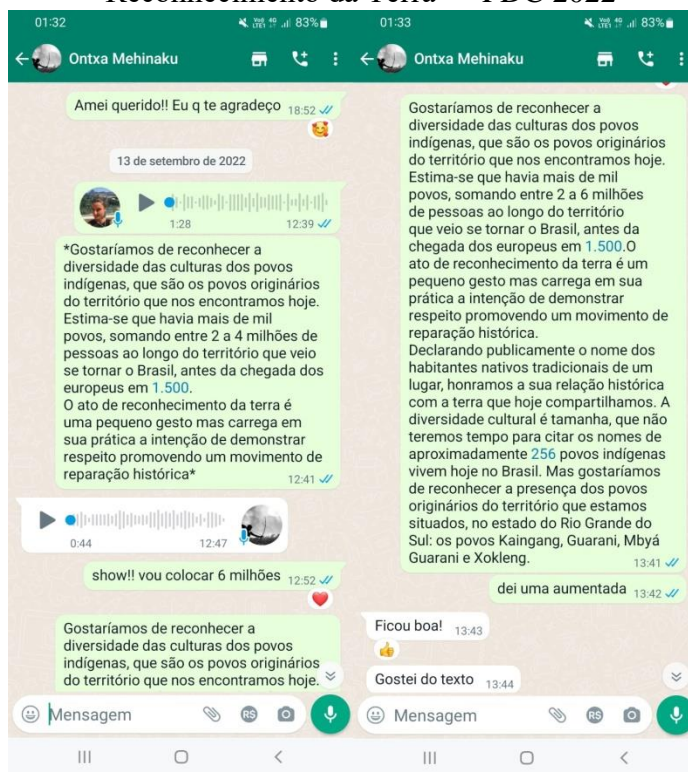 Reconhecimento da Terra — PDC 2022
01:32
83%
Ontxa Mehinaku
Amei querido!! Eu q te agradeço 18:52
13 de setembro de 2022
1:28 12:39
*Gostaríamos de reconhecer a
diversidade das culturas dos povos
indígenas, que são os povos originários
do território que nos encontramos hoje.
Estima-se que havia mais de mil
povos, somando entre 2 a 4 milhões de
pessoas ao longo do território que veio
se tornar o Brasil, antes da chegada dos
europeus em 1.500.
O ato de reconhecimento da terra é
uma pequeno gesto mas carrega em
sua prática a intenção de demonstrar
respeito promovendo um movimento de
reparação histórica*
12:41
0:44 12:47
show!! vou colocar 6 milhões 12:52
Gostaríamos de reconhecer a
diversidade das culturas dos povos
indígenas, que são os povos originários
do território que nos encontramos hoje.
Mensagem
R$
01:33
83%
Ontxa Mehinaku
Gostaríamos de reconhecer a
diversidade das culturas dos povos
indígenas, que são os povos originários
do território que nos encontramos hoje.
Estima-se que havia mais de mil
povos, somando entre 2 a 6 milhões
de pessoas ao longo do território
que veio se tornar o Brasil, antes da
chegada dos europeus em 1.500.O
ato de reconhecimento da terra é um
pequeno gesto mas carrega em sua
prática a intenção de demonstrar
respeito promovendo um movimento de
reparação histórica.
Declarando publicamente o nome dos
habitantes nativos tradicionais de um
lugar, honramos a sua relação histórica
com a terra que hoje compartilhamos. A
diversidade cultural é tamanha, que não
teremos tempo para citar os nomes de
aproximadamente 256 povos indígenas
vivem hoje no Brasil. Mas gostaríamos
de reconhecer a presença dos povos
originários do território que estamos
situados, no estado do Rio Grande do
Sul: os povos Kaingang, Guarani, Mbyá
Guarani e Xokleng.
13:41
dei uma aumentada 13:42
Ficou boa! 13:43
Gostei do texto 13:44
Mensagem
R$